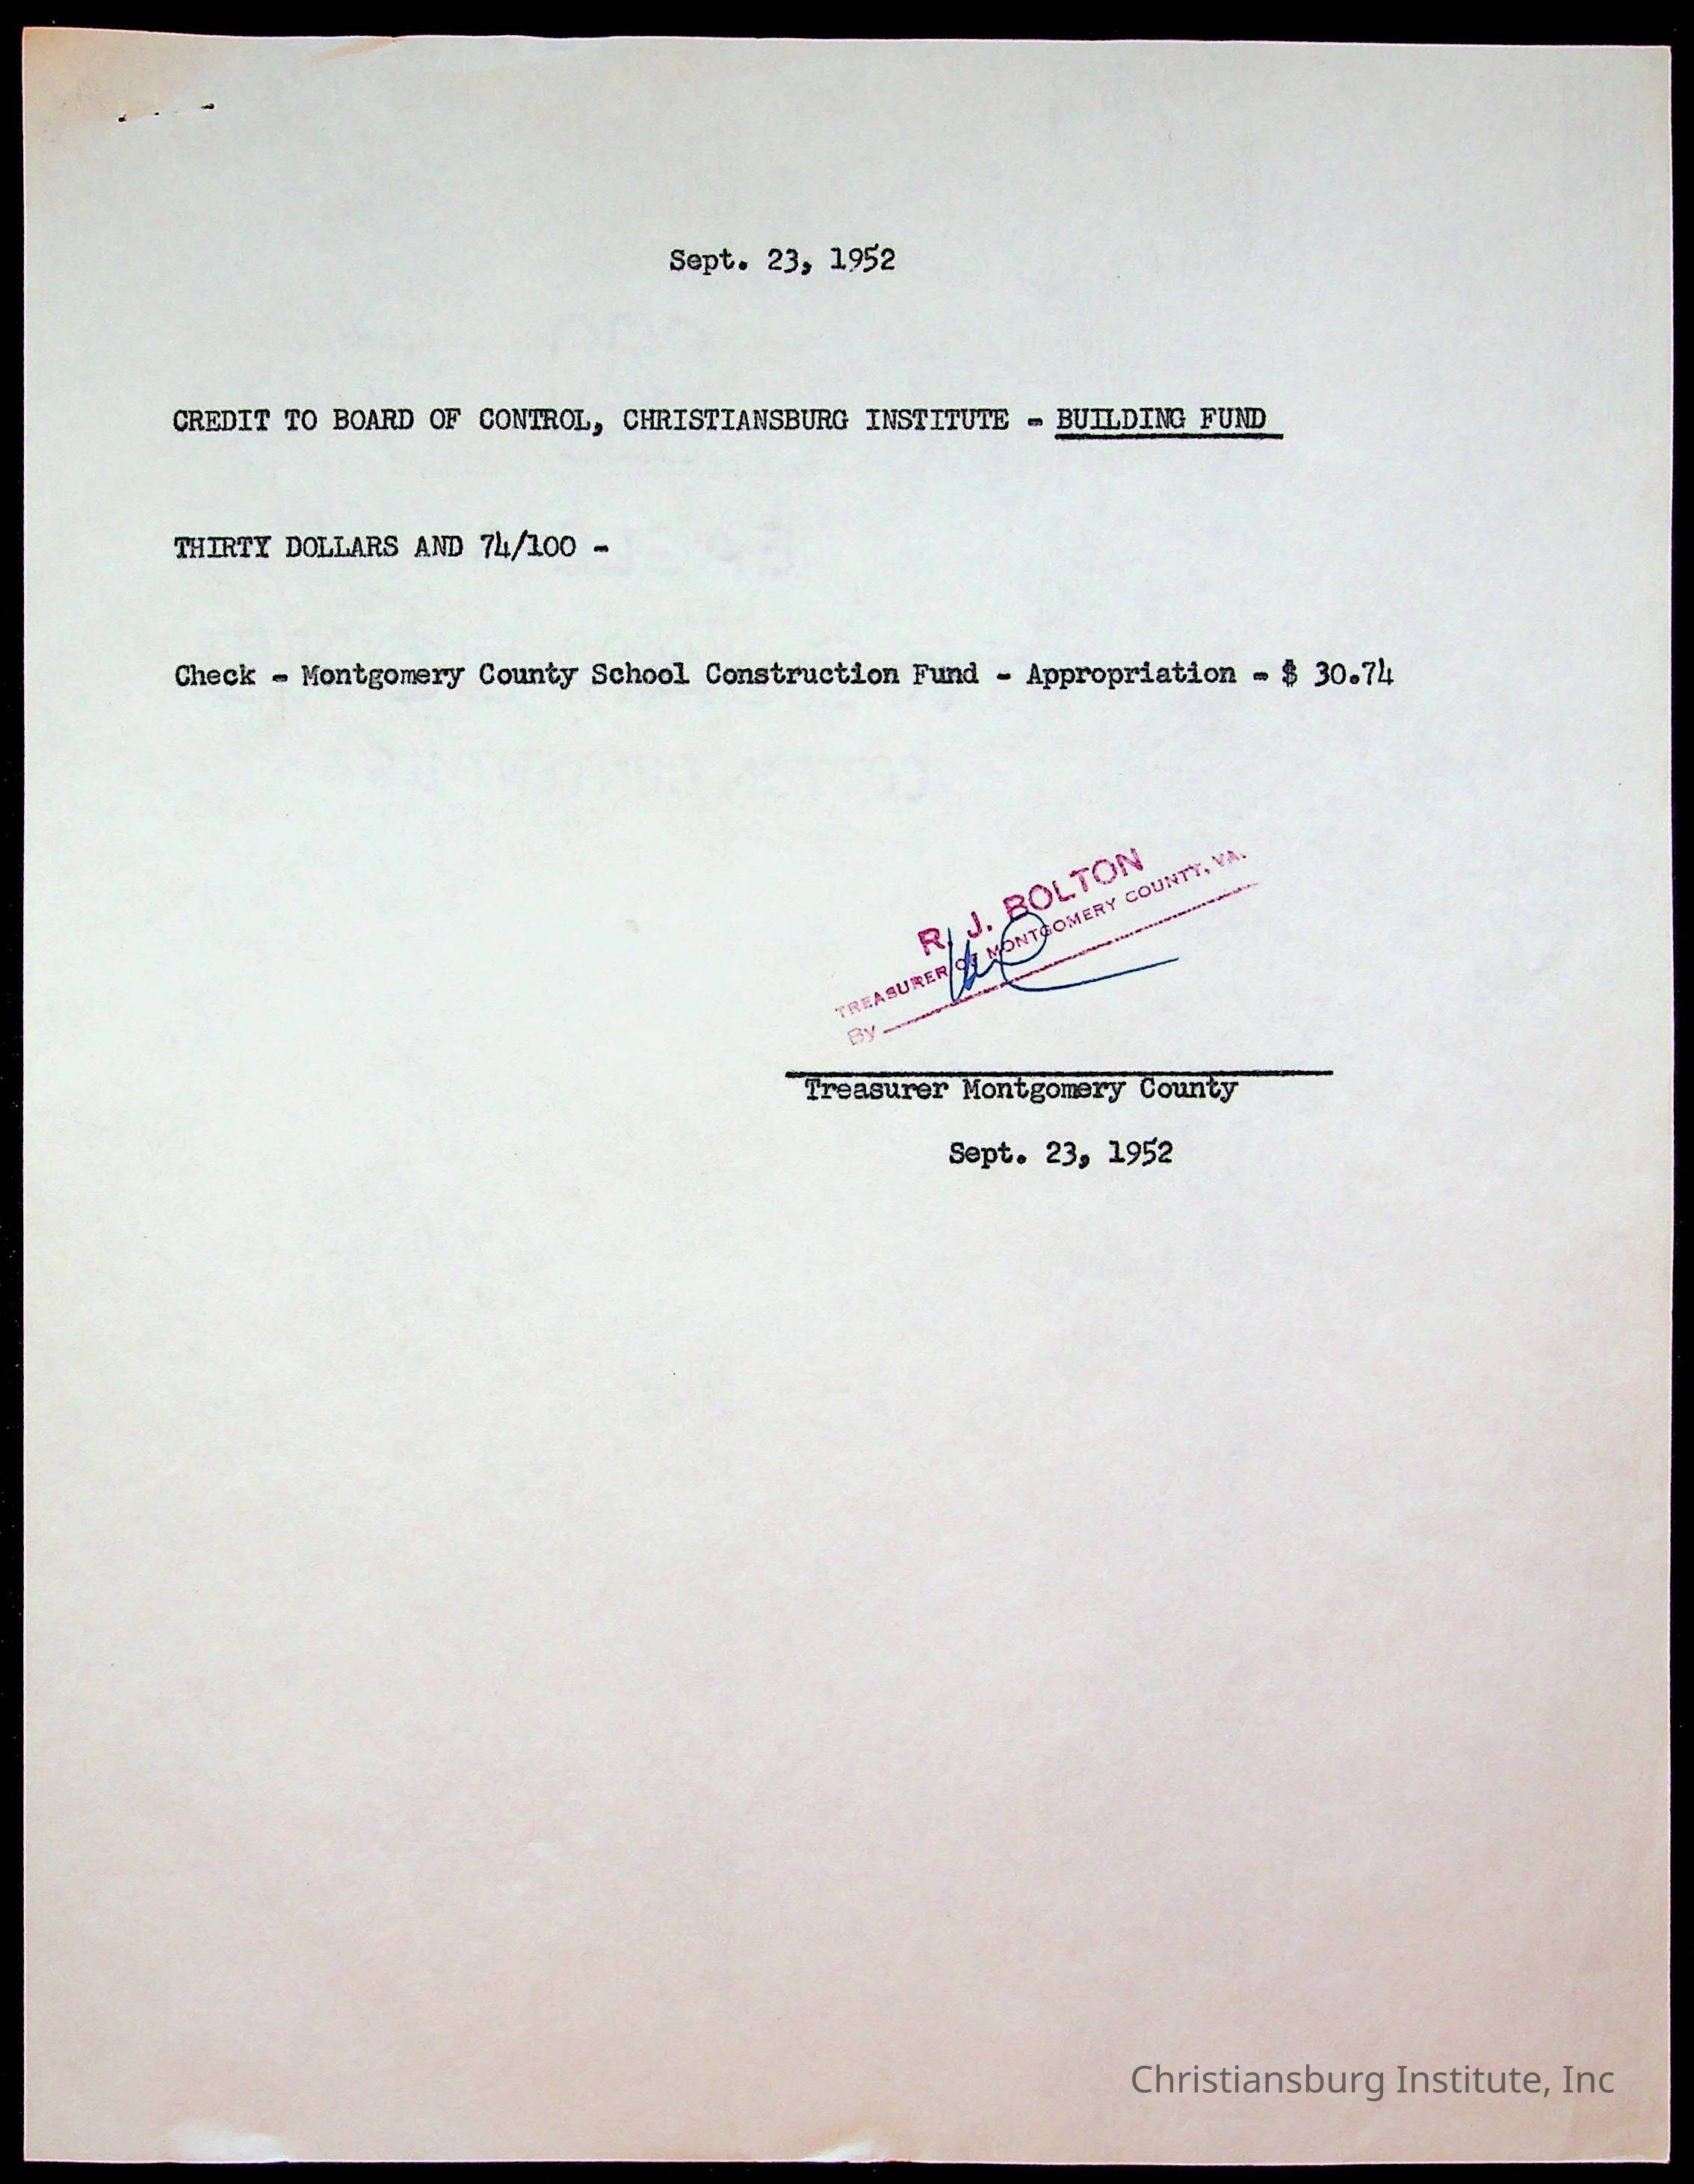 Sept. 23, 1952
CREDIT TO BOARD OF CONTROL, CHRISTIANSBURG INSTITUTE - BUILDING FUND
THIRTY DOLLARS AND 74/100 -
Check - Montgomery County School Construction Fund - Appropriation - $ 30.74
R. J. BOLTON
TREASURER OF MONTGOMERY COUNTY, VA.
By
Treasurer Montgomery County
Sept. 23, 1952
Christiansburg Institute, Inc